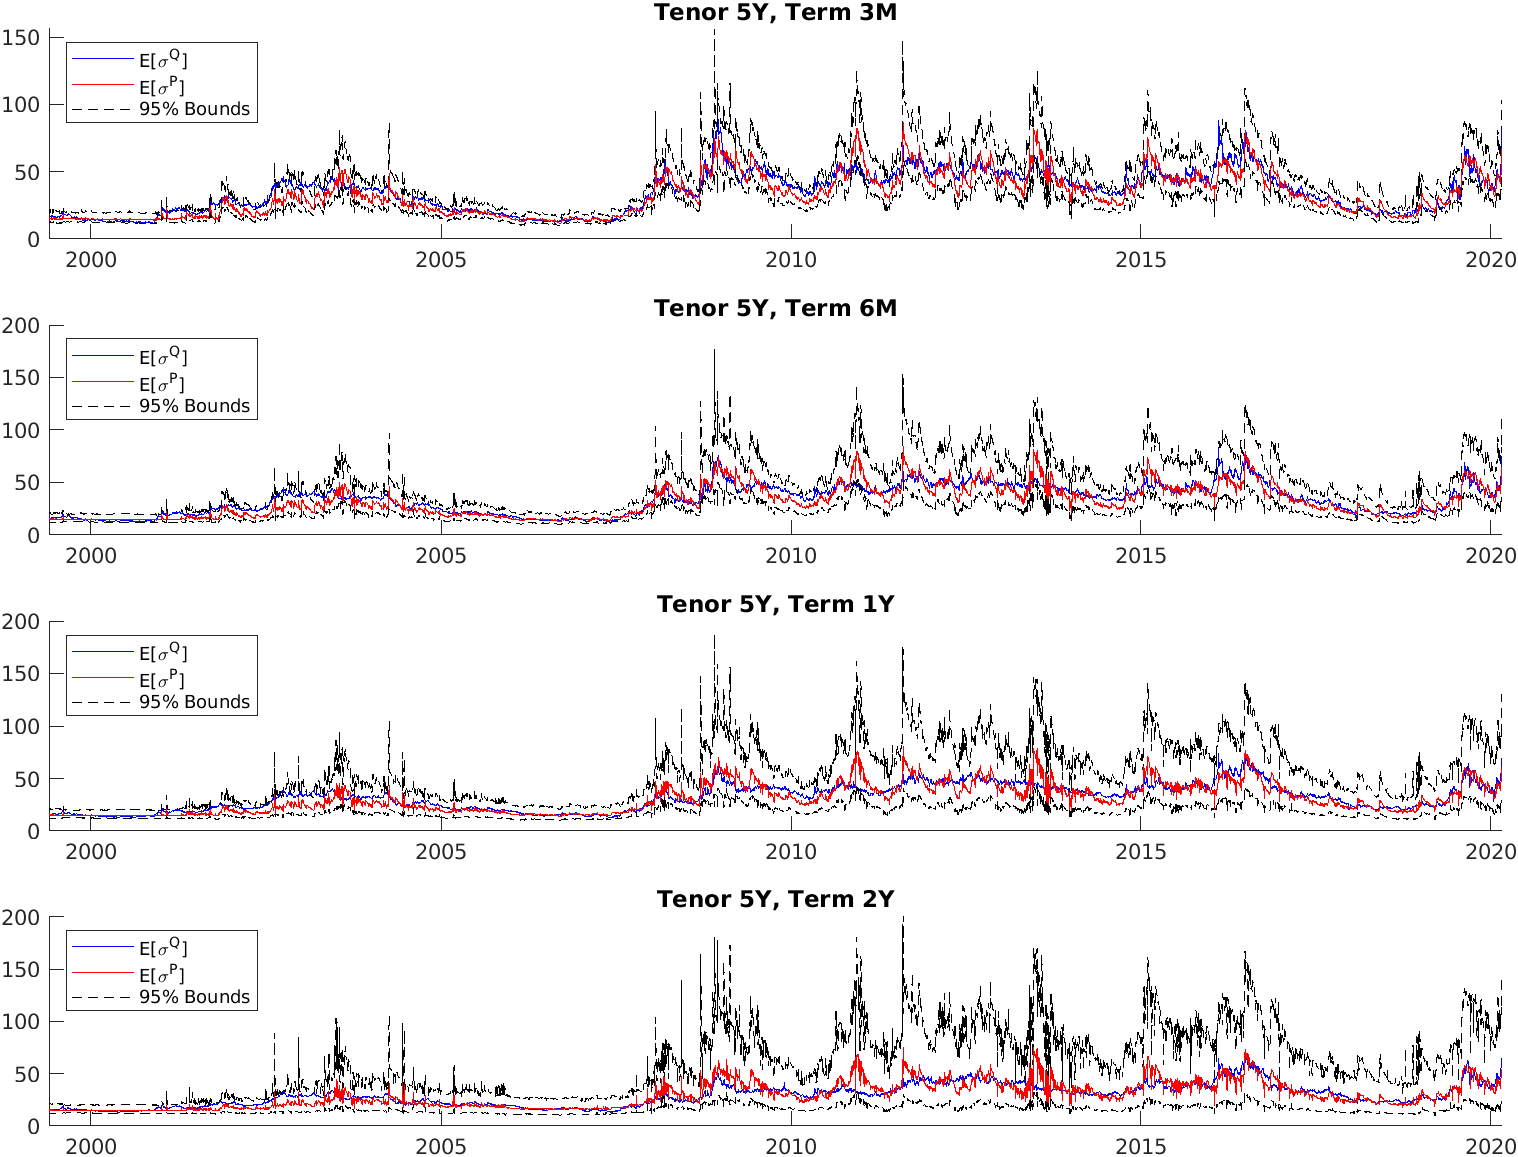 Tenor 5Y, Term 3M
150
100
50
0
E[σ^Q]
E[σ^P]
95% Bounds
2000 2005 2010 2015 2020
Tenor 5Y, Term 6M
200
150
100
50
0
E[σ^Q]
E[σ^P]
95% Bounds
2000 2005 2010 2015 2020
Tenor 5Y, Term 1Y
200
150
100
50
0
E[σ^Q]
E[σ^P]
95% Bounds
2000 2005 2010 2015 2020
Tenor 5Y, Term 2Y
200
150
100
50
0
E[σ^Q]
E[σ^P]
95% Bounds
2000 2005 2010 2015 2020